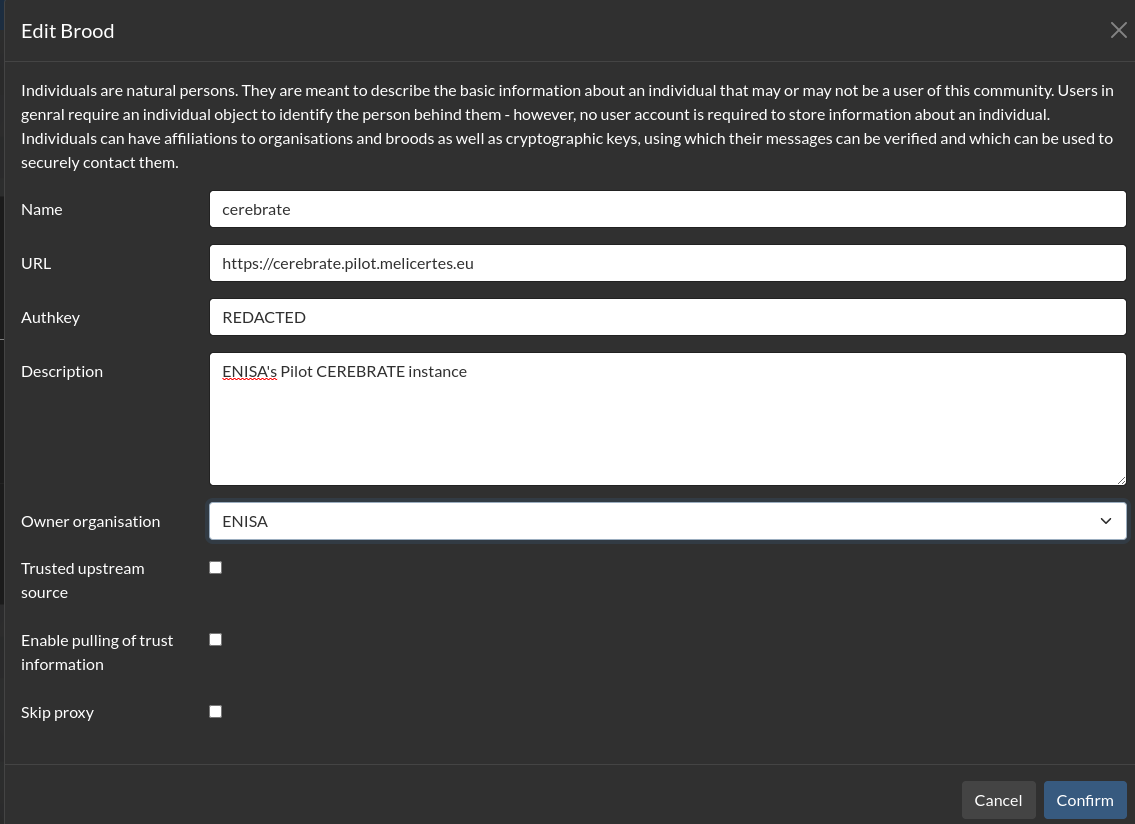 Edit Brood
Individuals are natural persons. They are meant to describe the basic information about an individual that may or may not be a user of this community. Users in
genral require an individual object to identify the person behind them - however, no user account is required to store information about an individual.
Individuals can have affiliations to organisations and broods as well as cryptographic keys, using which their messages can be verified and which can be used to
securely contact them.
Name
cerebrate
URL
https://cerebrate.pilot.melicertes.eu
Authkey
REDACTED
Description
ENISA's Pilot CEREBRATE instance
Owner organisation
ENISA
Trusted upstream
source
Enable pulling of trust
information
Skip proxy
Cancel
Confirm